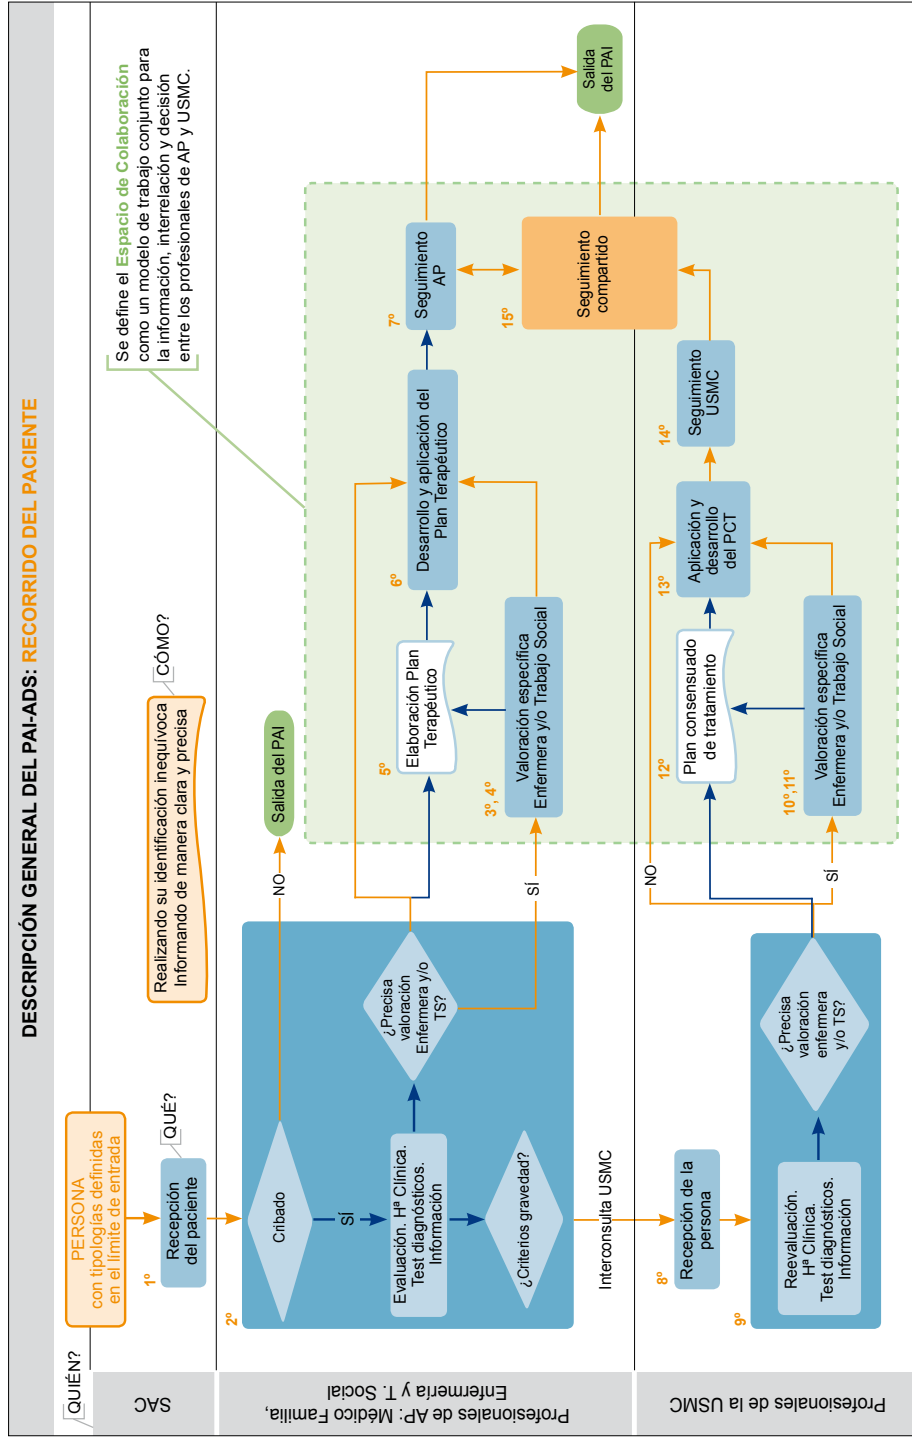 DESCRIPCIÓN GENERAL DEL PAI-ADS: RECORRIDO DEL PACIENTE
QUIÉN?
PERSONA
con tipologías definidas
en el límite de entrada
SAC
1º
Recepción
del paciente
QUÉ?
Realizando su identificación inequívoca
Informando de manera clara y precisa
CÓMO?
Se define el Espacio de Colaboración
como un modelo de trabajo conjunto para
la información, interrelación y decisión
entre los profesionales de AP y USMC.
Profesionales de AP: Médico Familia,
Enfermería y T. Social
2º
Cribado
NO
Salida del PAI
SÍ
Evaluación. Hª Clínica.
Test diagnósticos.
Información
¿Precisa
valoración
Enfermera y/o
TS?
¿Criterios gravedad?
SÍ
5º
Elaboración Plan
Terapéutico
3º, 4º
Valoración específica
Enfermera y/o Trabajo Social
6º
Desarrollo y aplicación del
Plan Terapéutico
7º
Seguimiento
AP
15º
Seguimiento
compartido
Salida
del PAI
Interconsulta USMC
Profesionales de la USMC
8º
Recepción de la
persona
9º
Reevaluación.
Hª Clínica.
Test diagnósticos.
Información
¿Precisa
valoración
enfermera
y/o TS?
NO
SÍ
12º
Plan consensuado
de tratamiento
10º,11º
Valoración específica
Enfermera y/o Trabajo Social
13º
Aplicación y
desarrollo
del PCT
14º
Seguimiento
USMC